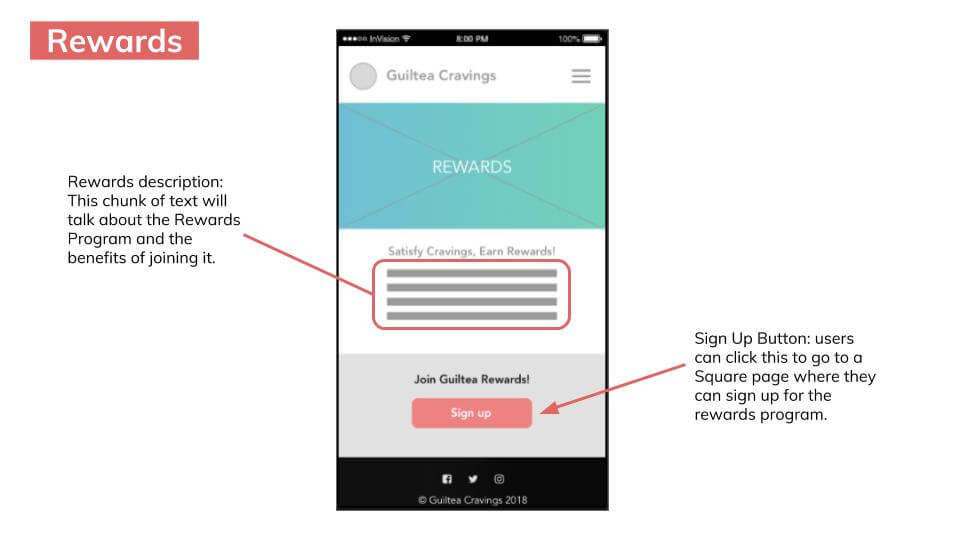 Rewards
InVision
8:00 PM
100%
Guiltea Cravings
REWARDS
Rewards description:
This chunk of text will
talk about the Rewards
Program and the
benefits of joining it.
Satisfy Cravings, Earn Rewards!
Sign Up Button: users
can click this to go to a
Square page where they
can sign up for the
rewards program.
Join Guiltea Rewards!
Sign up
© Guiltea Cravings 2018